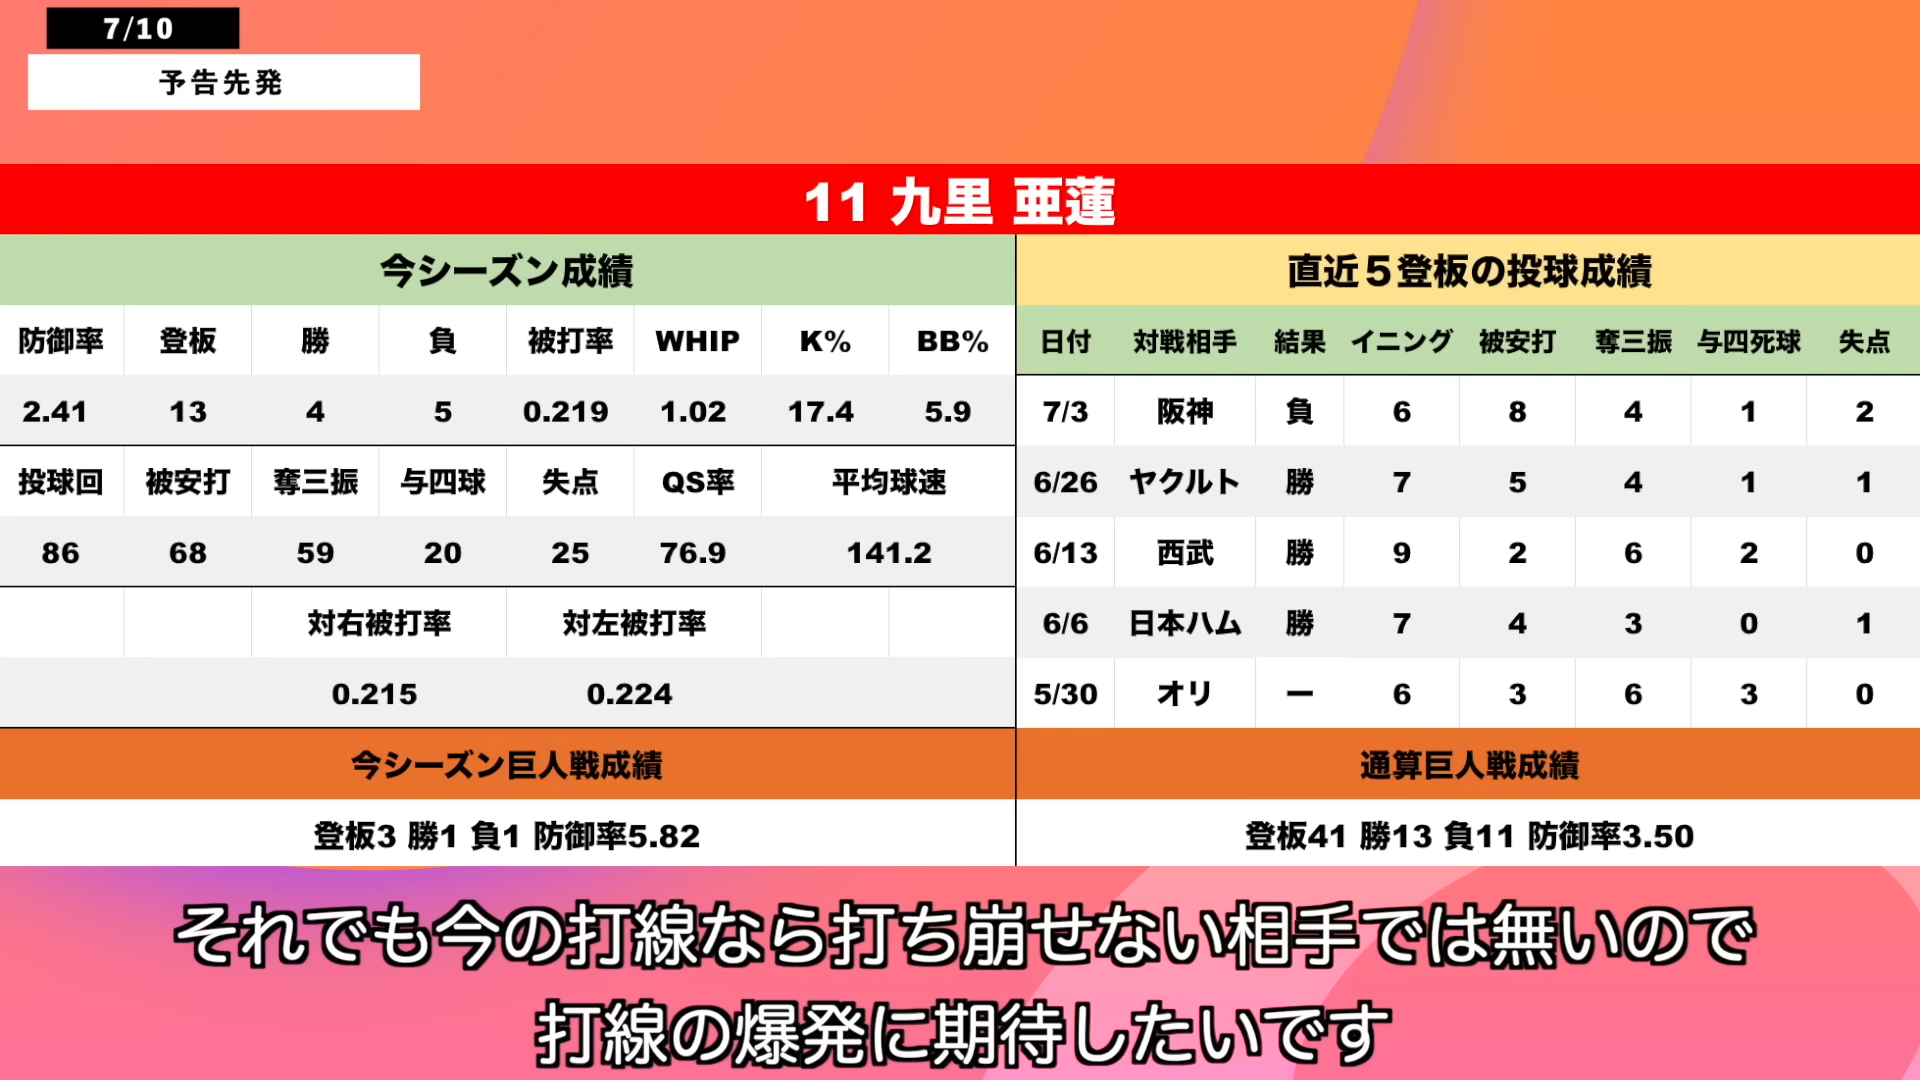 7/10
予告先発
11 九里 亜蓮
今シーズン成績
防御率 登板 勝 負 被打率 WHIP K% BB%
2.41 13 4 5 0.219 1.02 17.4 5.9
投球回 被安打 奪三振 与四球 失点 QS率 平均球速
86 68 59 20 25 76.9 141.2
対右被打率 対左被打率
0.215 0.224
今シーズン巨人戦成績
登板3 勝1 負1 防御率5.82
直近５登板の投球成績
日付 対戦相手 結果 イニング 被安打 奪三振 与四死球 失点
7/3 阪神 負 6 8 4 1 2
6/26 ヤクルト 勝 7 5 4 1 1
6/13 西武 勝 9 2 6 2 0
6/6 日本ハム 勝 7 4 3 0 1
5/30 オリ ー 6 3 6 3 0
通算巨人戦成績
登板41 勝13 負11 防御率3.50
それでも今の打線なら打ち崩せない相手では無いので
打線の爆発に期待したいです